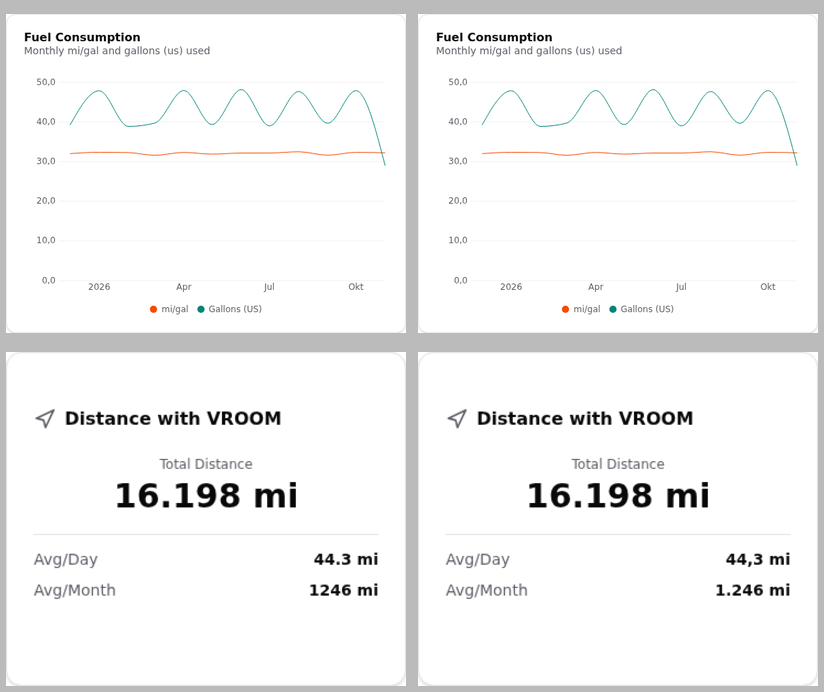 Fuel Consumption
Monthly mi/gal and gallons (us) used
50,0
40,0
30,0
20,0
10,0
0,0
2026 Apr Jul Okt
mi/gal Gallons (US)
Fuel Consumption
Monthly mi/gal and gallons (us) used
50,0
40,0
30,0
20,0
10,0
0,0
2026 Apr Jul Okt
mi/gal Gallons (US)
Distance with VROOM
Total Distance
16.198 mi
Avg/Day 44.3 mi
Avg/Month 1246 mi
Distance with VROOM
Total Distance
16.198 mi
Avg/Day 44,3 mi
Avg/Month 1.246 mi